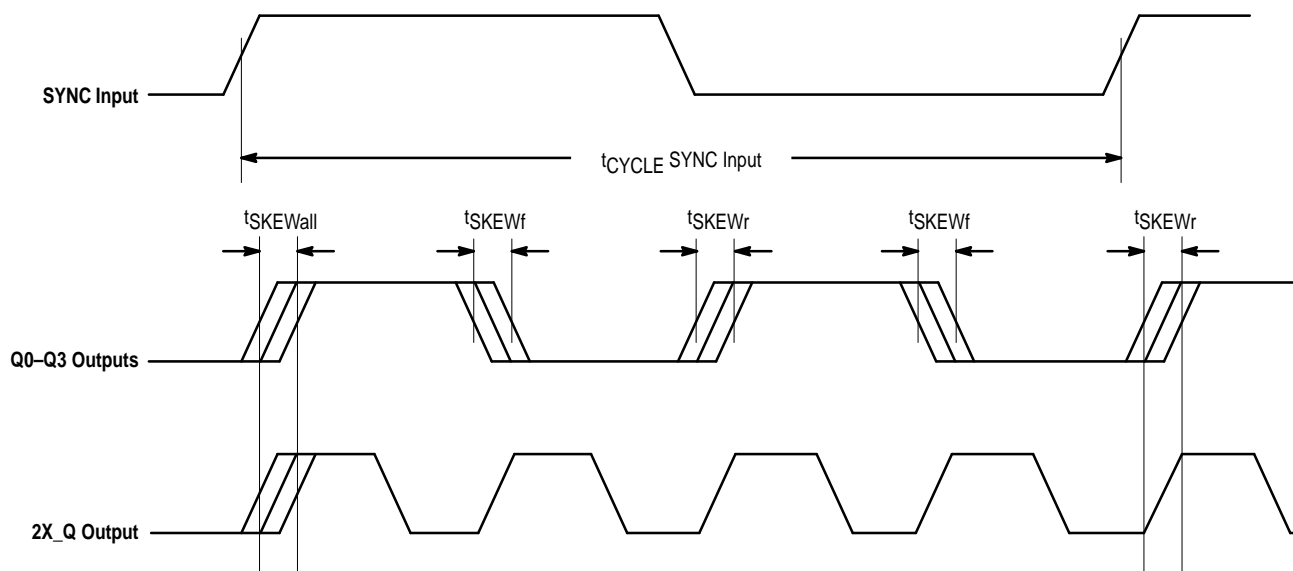 SYNC Input
tCYCLE SYNC Input
tSKEWall
tSKEWf
tSKEWr
tSKEWf
tSKEWr
Q0–Q3 Outputs
2X_Q Output